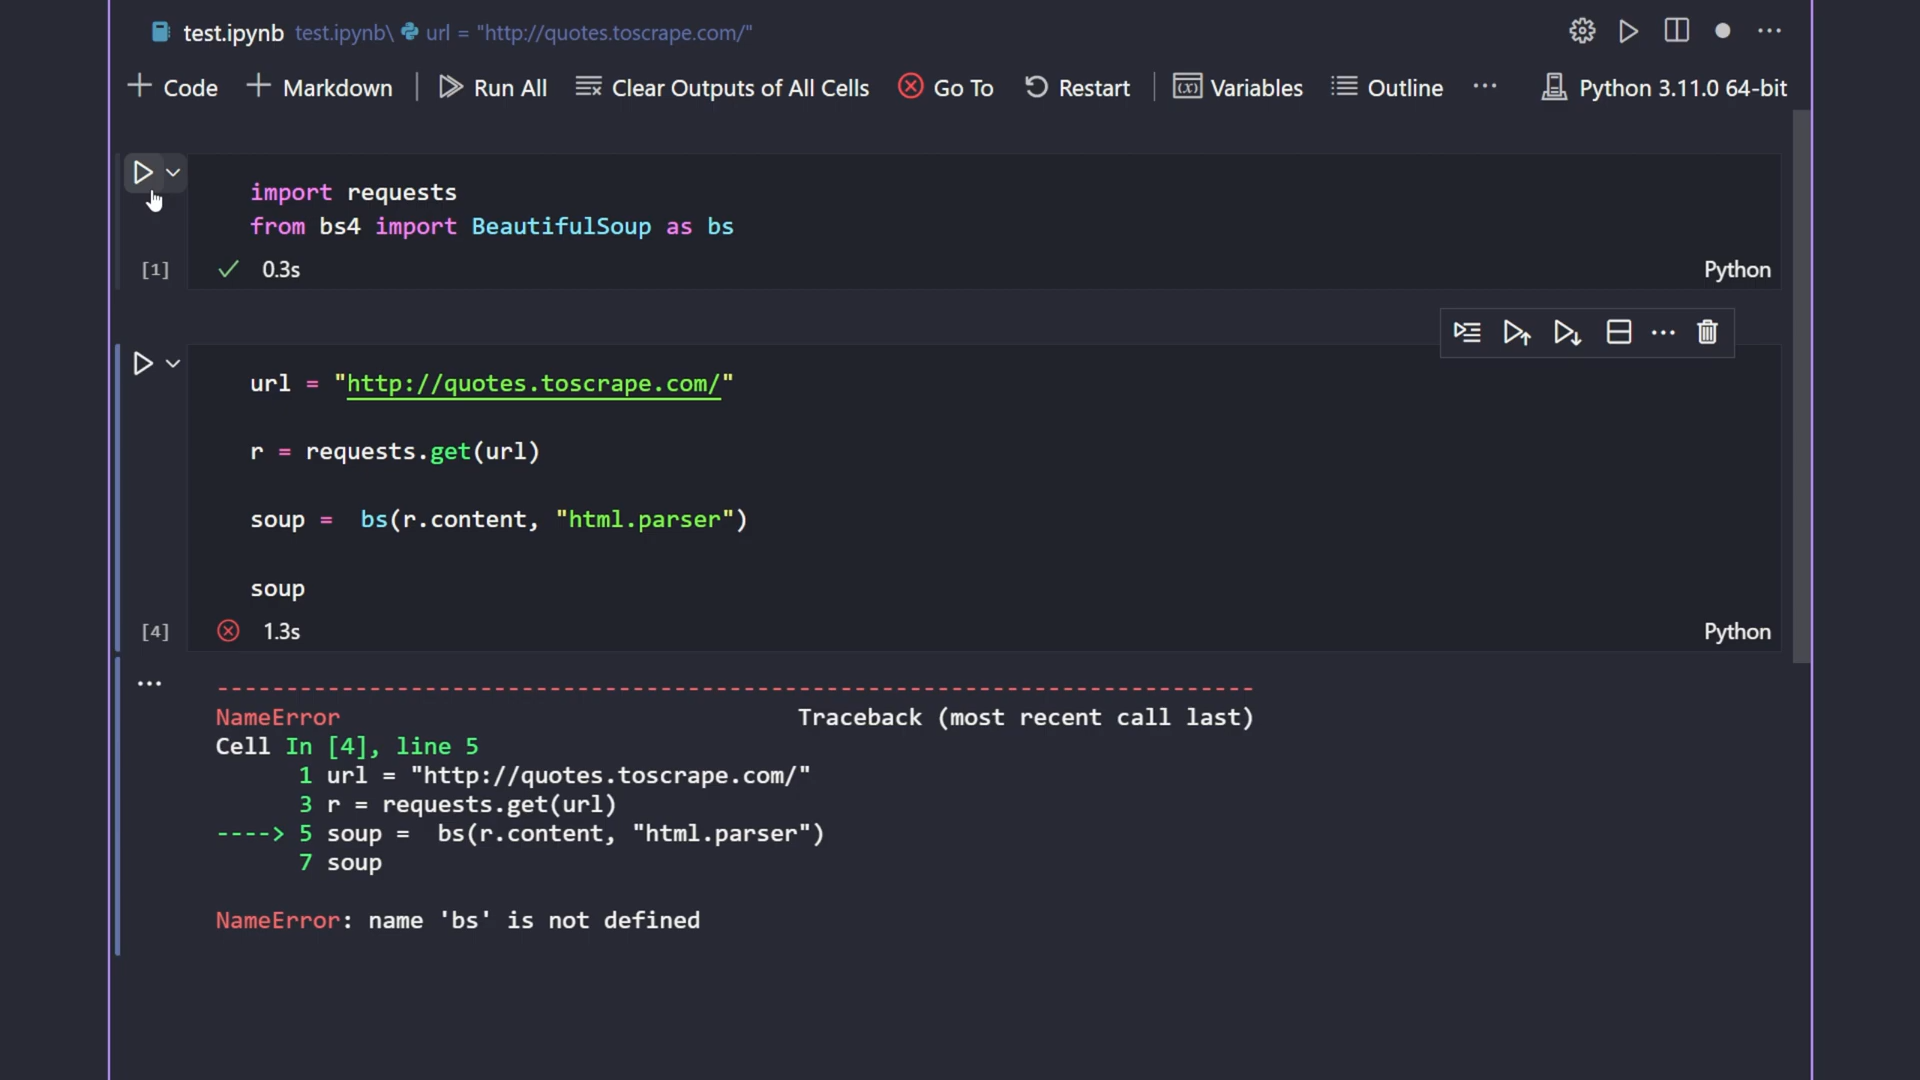 test.ipynb test.ipynb\ url = "http://quotes.toscrape.com/"
Code Markdown Run All Clear Outputs of All Cells Go To Restart Variables Outline ··· Python 3.11.0 64-bit
import requests
from bs4 import BeautifulSoup as bs
[1] 0.3s Python
url = "http://quotes.toscrape.com/"
r = requests.get(url)
soup =  bs(r.content, "html.parser")
soup
[4] 1.3s Python
---------------------------------------------------------------------------
NameError Traceback (most recent call last)
Cell In [4], line 5
1 url = "http://quotes.toscrape.com/"
3 r = requests.get(url)
----> 5 soup =  bs(r.content, "html.parser")
7 soup
NameError: name 'bs' is not defined